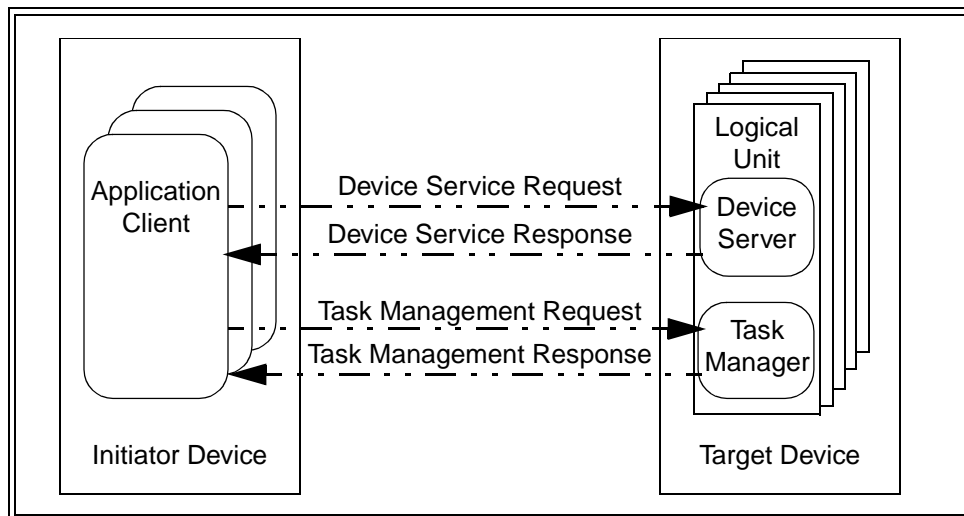 Application
Client
Initiator Device
Device Service Request
Device Service Response
Task Management Request
Task Management Response
Logical
Unit
Device
Server
Task
Manager
Target Device